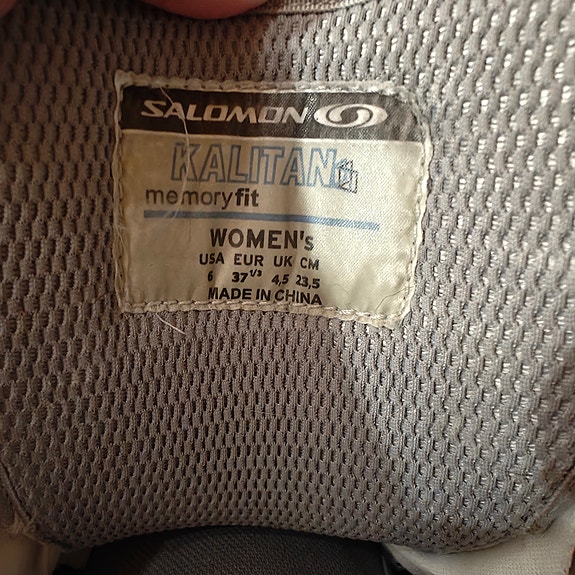 SALOMON
KALITAN
memoryfit
WOMEN's
USA EUR UK CM
6 37 1/3 4,5 23,5
MADE IN CHINA